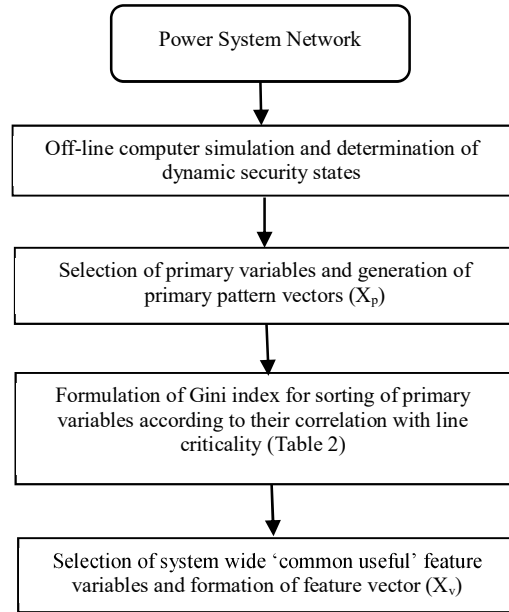 Power System Network
Off-line computer simulation and determination of
dynamic security states
Selection of primary variables and generation of
primary pattern vectors (Xₚ)
Formulation of Gini index for sorting of primary
variables according to their correlation with line
criticality (Table 2)
Selection of system wide ‘common useful’ feature
variables and formation of feature vector (Xᵥ)